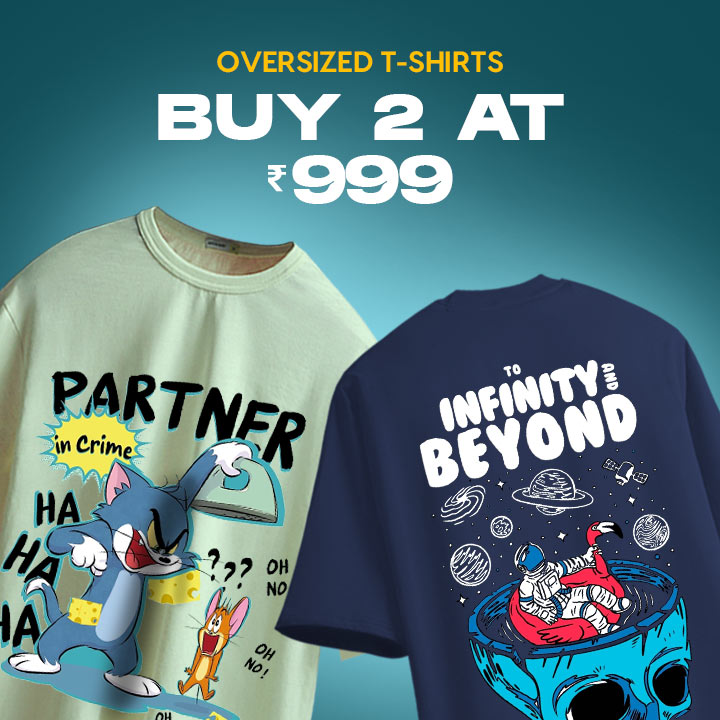 OVERSIZED T-SHIRTS
BUY 2 AT
₹999
PARTNER
in Crime
HA
HA
HA
???
OH
NO
OH
NO!
OH
TO
INFINITY AND
BEYOND